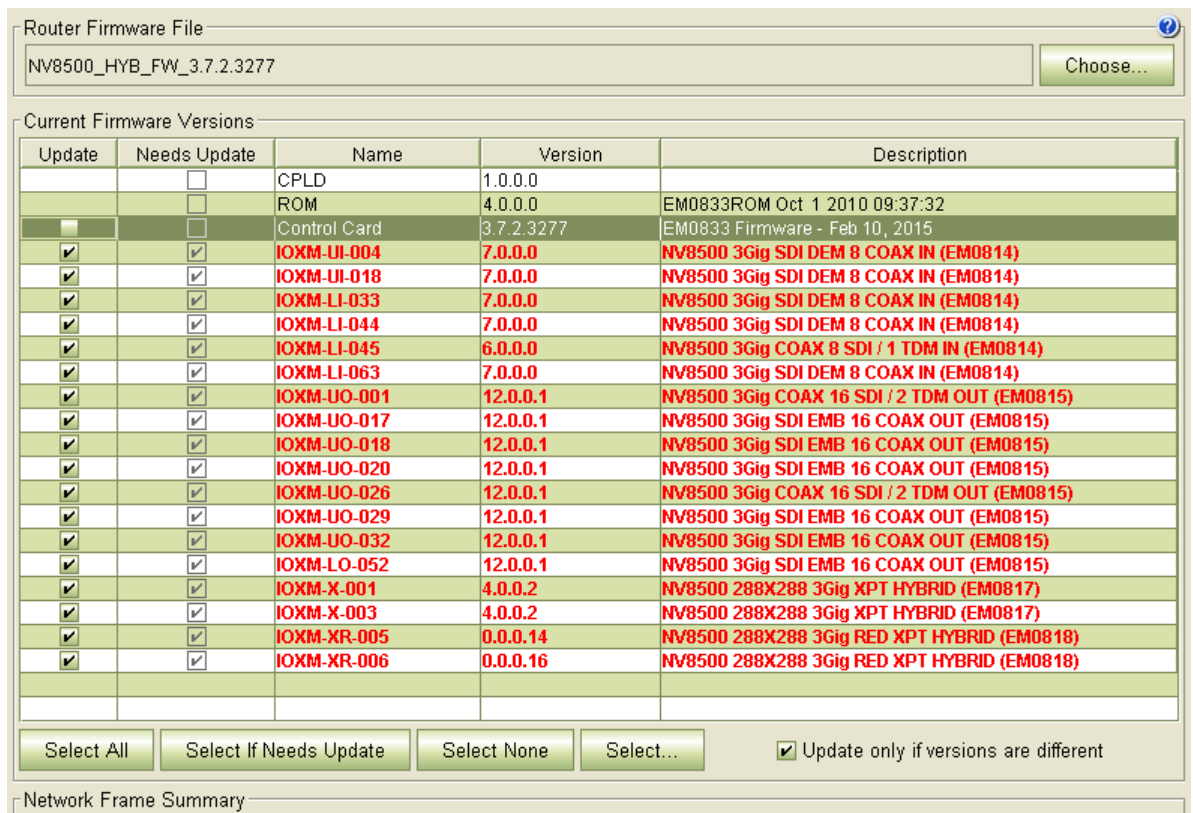 Router Firmware File
NV8500_HYB_FW_3.7.2.3277 Choose...
Current Firmware Versions
Update Needs Update Name Version Description
CPLD 1.0.0.0
ROM 4.0.0.0 EM0833ROM Oct 1 2010 09:37:32
Control Card 3.7.2.3277 EM0833 Firmware - Feb 10, 2015
IOXM-UI-004 7.0.0.0 NV8500 3Gig SDI DEM 8 COAX IN (EM0814)
IOXM-UI-018 7.0.0.0 NV8500 3Gig SDI DEM 8 COAX IN (EM0814)
IOXM-LI-033 7.0.0.0 NV8500 3Gig SDI DEM 8 COAX IN (EM0814)
IOXM-LI-044 7.0.0.0 NV8500 3Gig SDI DEM 8 COAX IN (EM0814)
IOXM-LI-045 6.0.0.0 NV8500 3Gig COAX 8 SDI / 1 TDM IN (EM0814)
IOXM-LI-063 7.0.0.0 NV8500 3Gig SDI DEM 8 COAX IN (EM0814)
IOXM-UO-001 12.0.0.1 NV8500 3Gig COAX 16 SDI / 2 TDM OUT (EM0815)
IOXM-UO-017 12.0.0.1 NV8500 3Gig SDI EMB 16 COAX OUT (EM0815)
IOXM-UO-018 12.0.0.1 NV8500 3Gig SDI EMB 16 COAX OUT (EM0815)
IOXM-UO-020 12.0.0.1 NV8500 3Gig SDI EMB 16 COAX OUT (EM0815)
IOXM-UO-026 12.0.0.1 NV8500 3Gig COAX 16 SDI / 2 TDM OUT (EM0815)
IOXM-UO-029 12.0.0.1 NV8500 3Gig SDI EMB 16 COAX OUT (EM0815)
IOXM-UO-032 12.0.0.1 NV8500 3Gig SDI EMB 16 COAX OUT (EM0815)
IOXM-LO-052 12.0.0.1 NV8500 3Gig SDI EMB 16 COAX OUT (EM0815)
IOXM-X-001 4.0.0.2 NV8500 288X288 3Gig XPT HYBRID (EM0817)
IOXM-X-003 4.0.0.2 NV8500 288X288 3Gig XPT HYBRID (EM0817)
IOXM-XR-005 0.0.0.14 NV8500 288X288 3Gig RED XPT HYBRID (EM0818)
IOXM-XR-006 0.0.0.16 NV8500 288X288 3Gig RED XPT HYBRID (EM0818)
Select All Select If Needs Update Select None Select... Update only if versions are different
Network Frame Summary